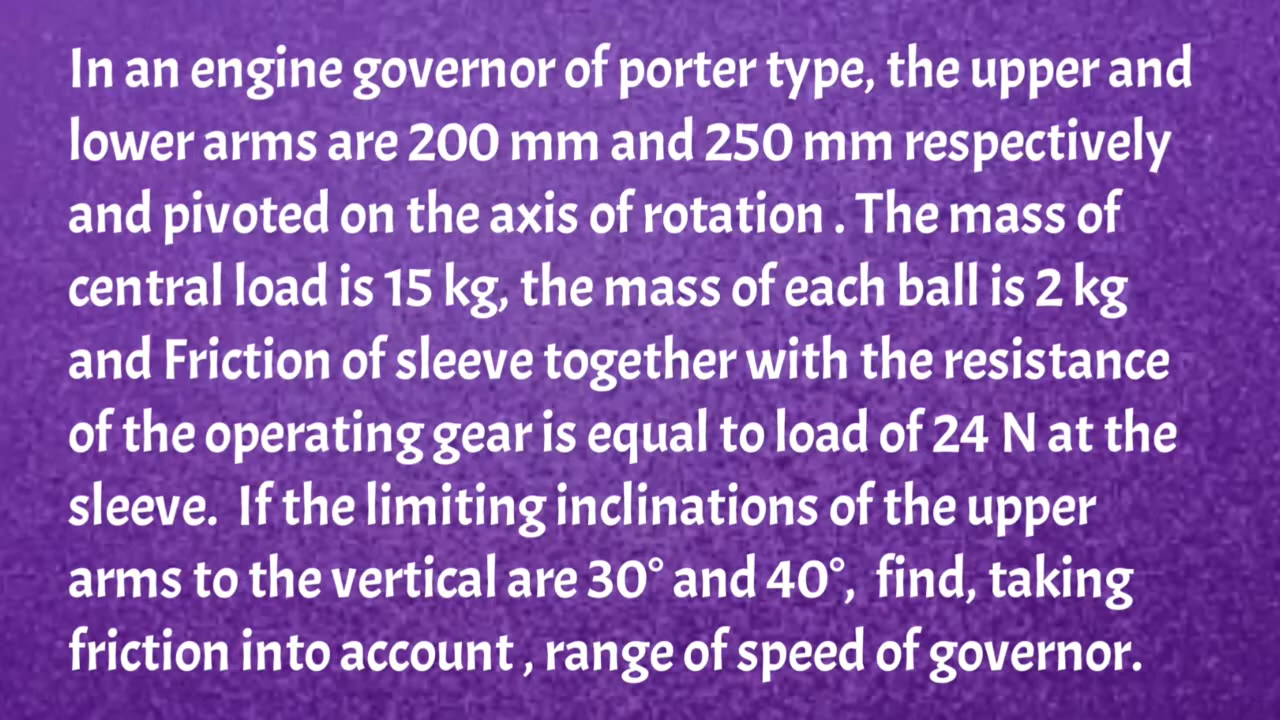 In an engine governor of porter type, the upper and
lower arms are 200 mm and 250 mm respectively
and pivoted on the axis of rotation . The mass of
central load is 15 kg, the mass of each ball is 2 kg
and Friction of sleeve together with the resistance
of the operating gear is equal to load of 24 N at the
sleeve. If the limiting inclinations of the upper
arms to the vertical are 30° and 40°, find, taking
friction into account , range of speed of governor.